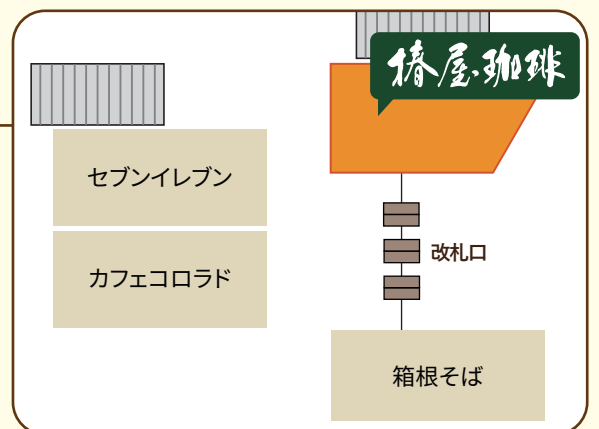 椿屋珈琲
セブンイレブン
カフェコロラド
改札口
箱根そば